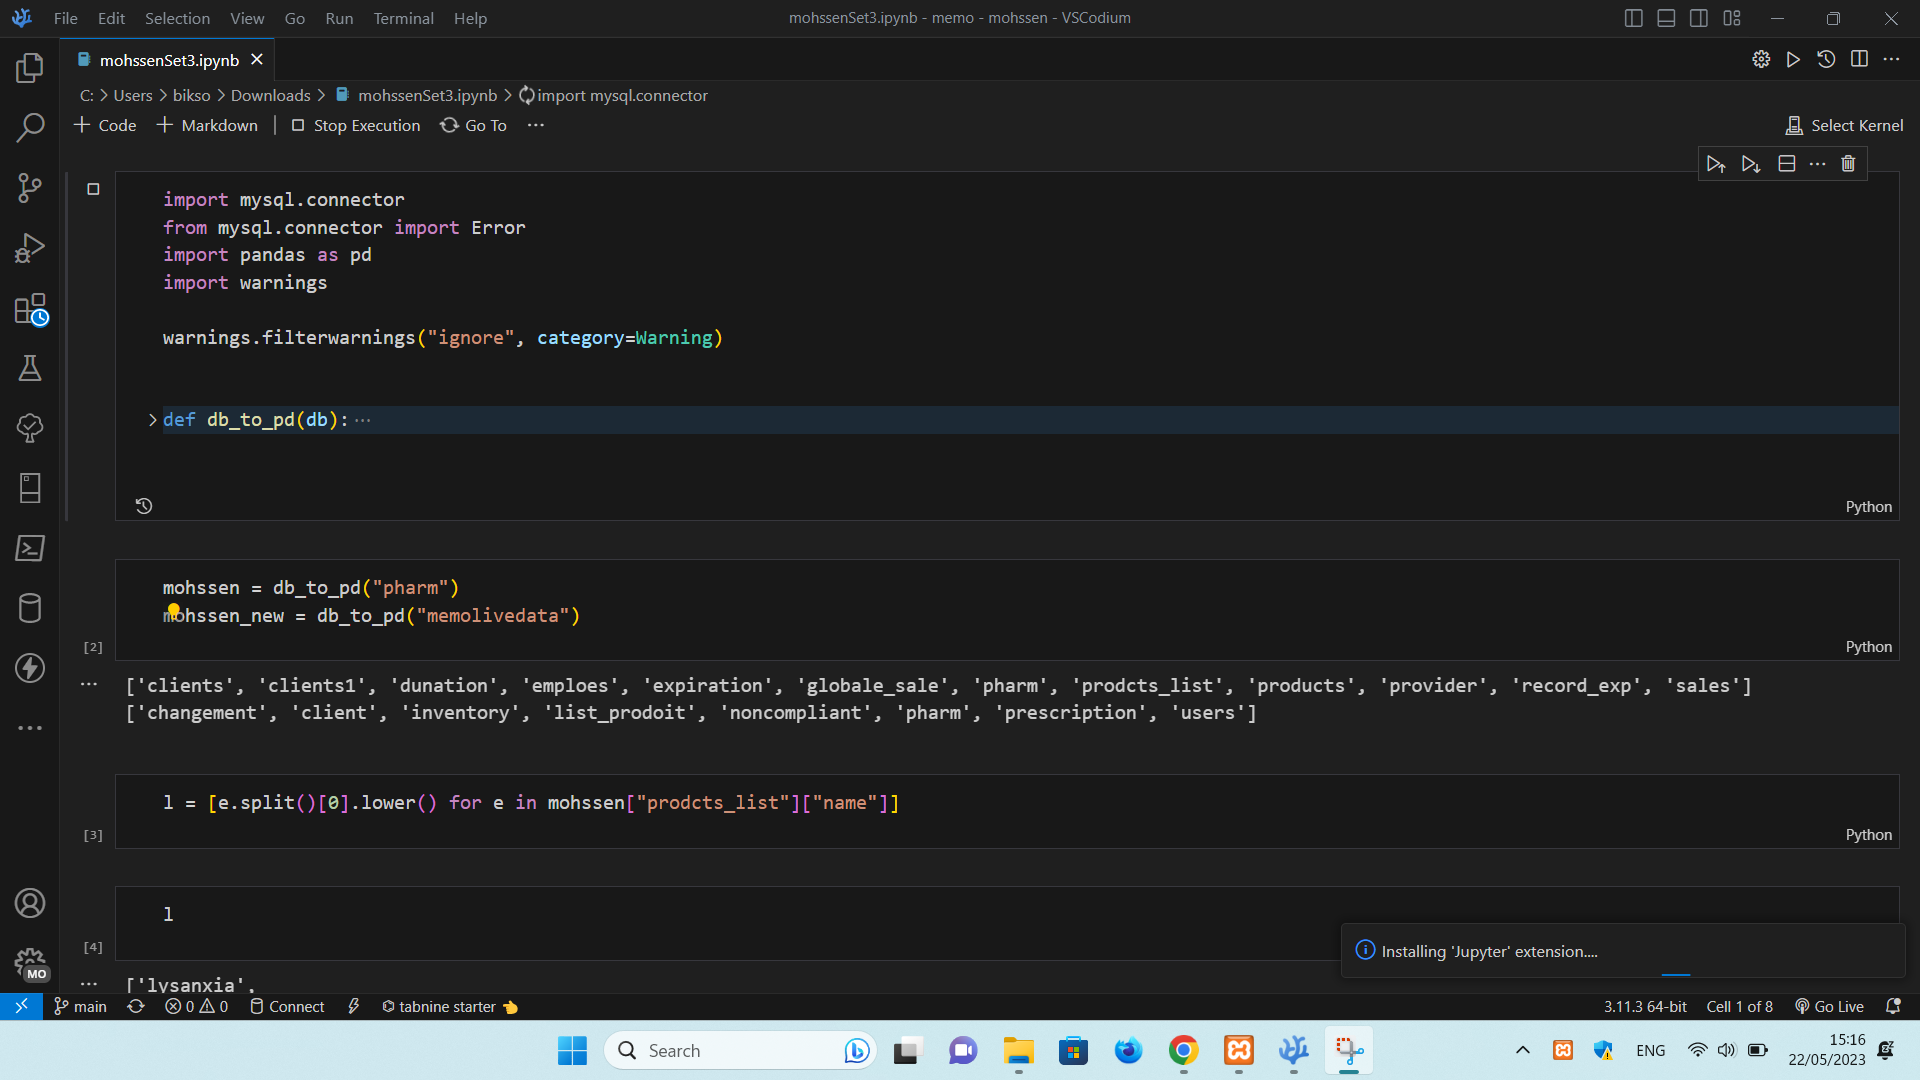 File Edit Selection View Go Run Terminal Help
mohssenSet3.ipynb - memo - mohssen - VSCodium
mohssenSet3.ipynb
C: > Users > bikso > Downloads > mohssenSet3.ipynb > import mysql.connector
+ Code + Markdown | Stop Execution Go To ...
Select Kernel
import mysql.connector
from mysql.connector import Error
import pandas as pd
import warnings
warnings.filterwarnings("ignore", category=Warning)
def db_to_pd(db): ...
Python
mohssen = db_to_pd("pharm")
mohssen_new = db_to_pd("memolivedata")
[2]
Python
['clients', 'clients1', 'dunation', 'emploes', 'expiration', 'globale_sale', 'pharm', 'prodcts_list', 'products', 'provider', 'record_exp', 'sales']
['changement', 'client', 'inventory', 'list_prodoit', 'noncompliant', 'pharm', 'prescription', 'users']
l = [e.split()[0].lower() for e in mohssen["prodcts_list"]["name"]]
[3]
Python
l
[4]
Installing 'Jupyter' extension....
['lysanxia',
MO
main 0 0 Connect tabnine starter
3.11.3 64-bit Cell 1 of 8 Go Live
Search
ENG
15:16
22/05/2023